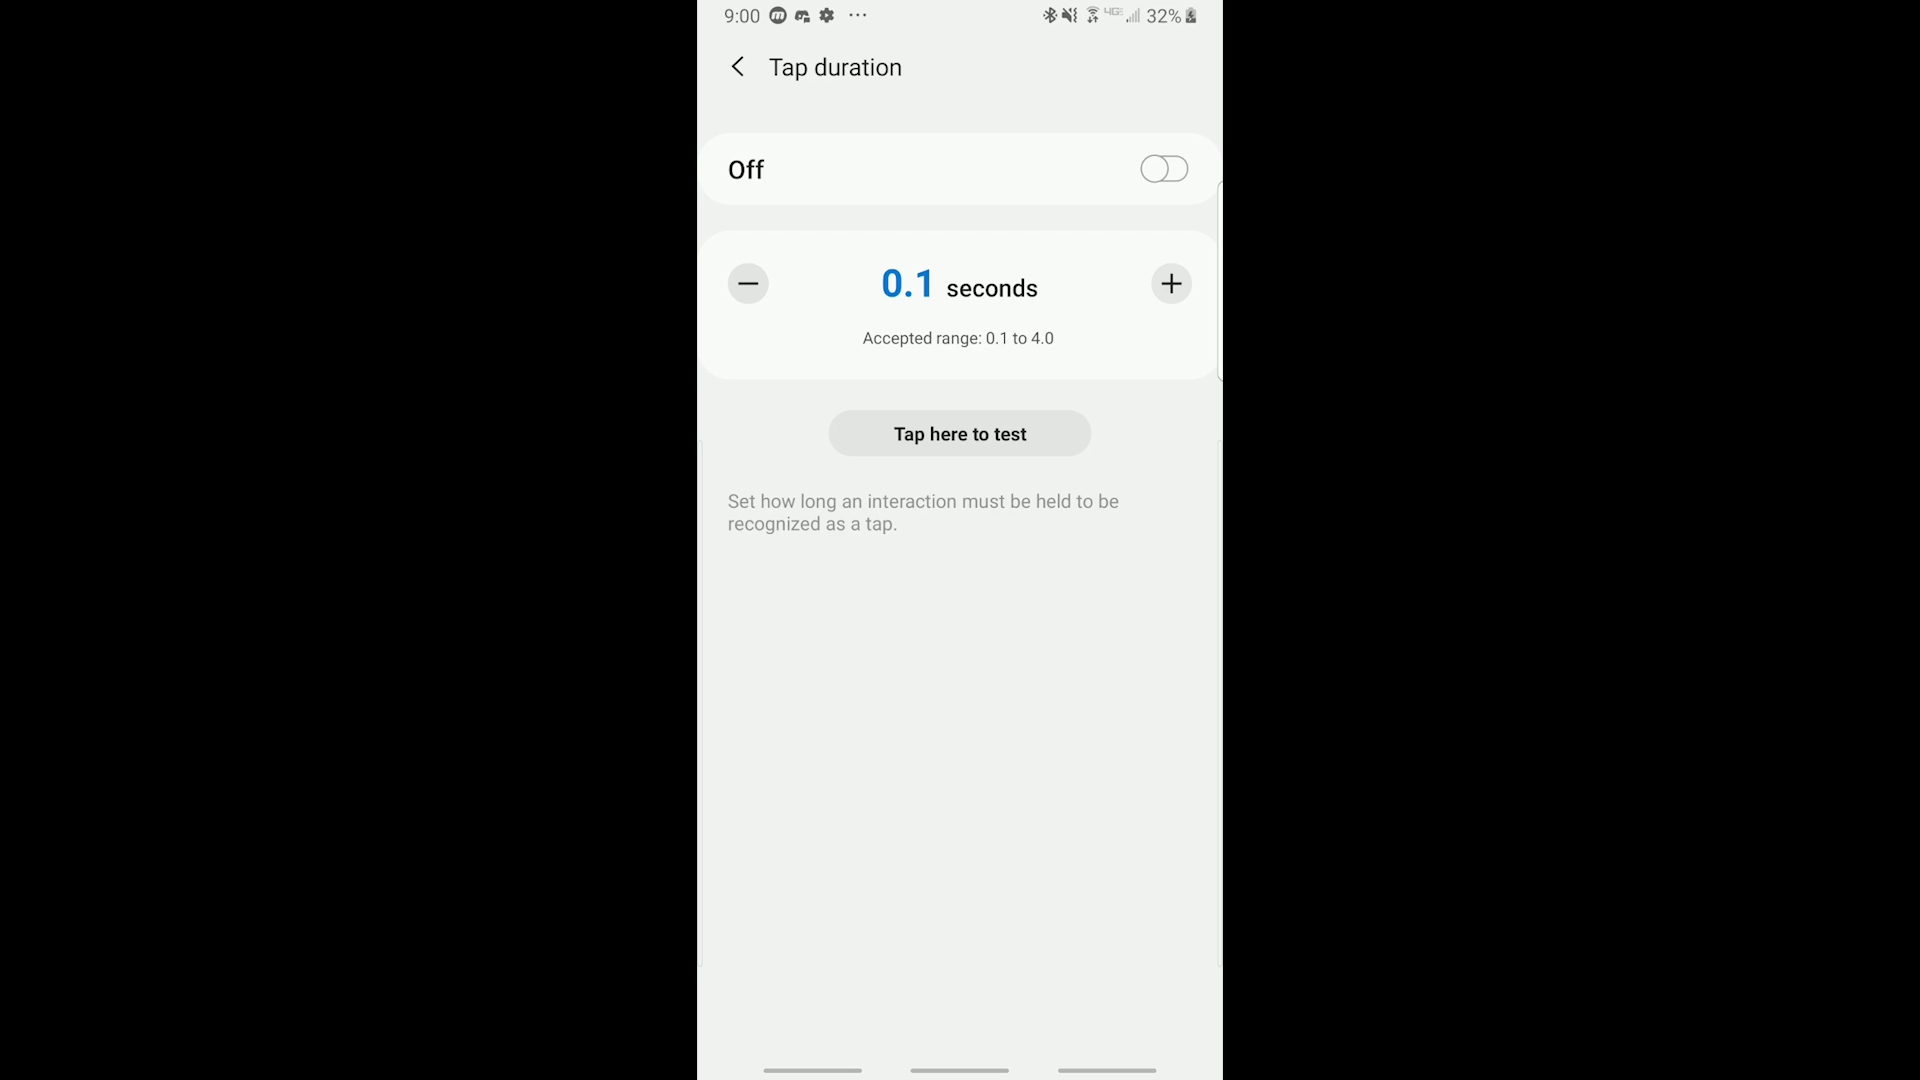 9:00 32%
Tap duration
Off
0.1 seconds
Accepted range: 0.1 to 4.0
Tap here to test
Set how long an interaction must be held to be
recognized as a tap.